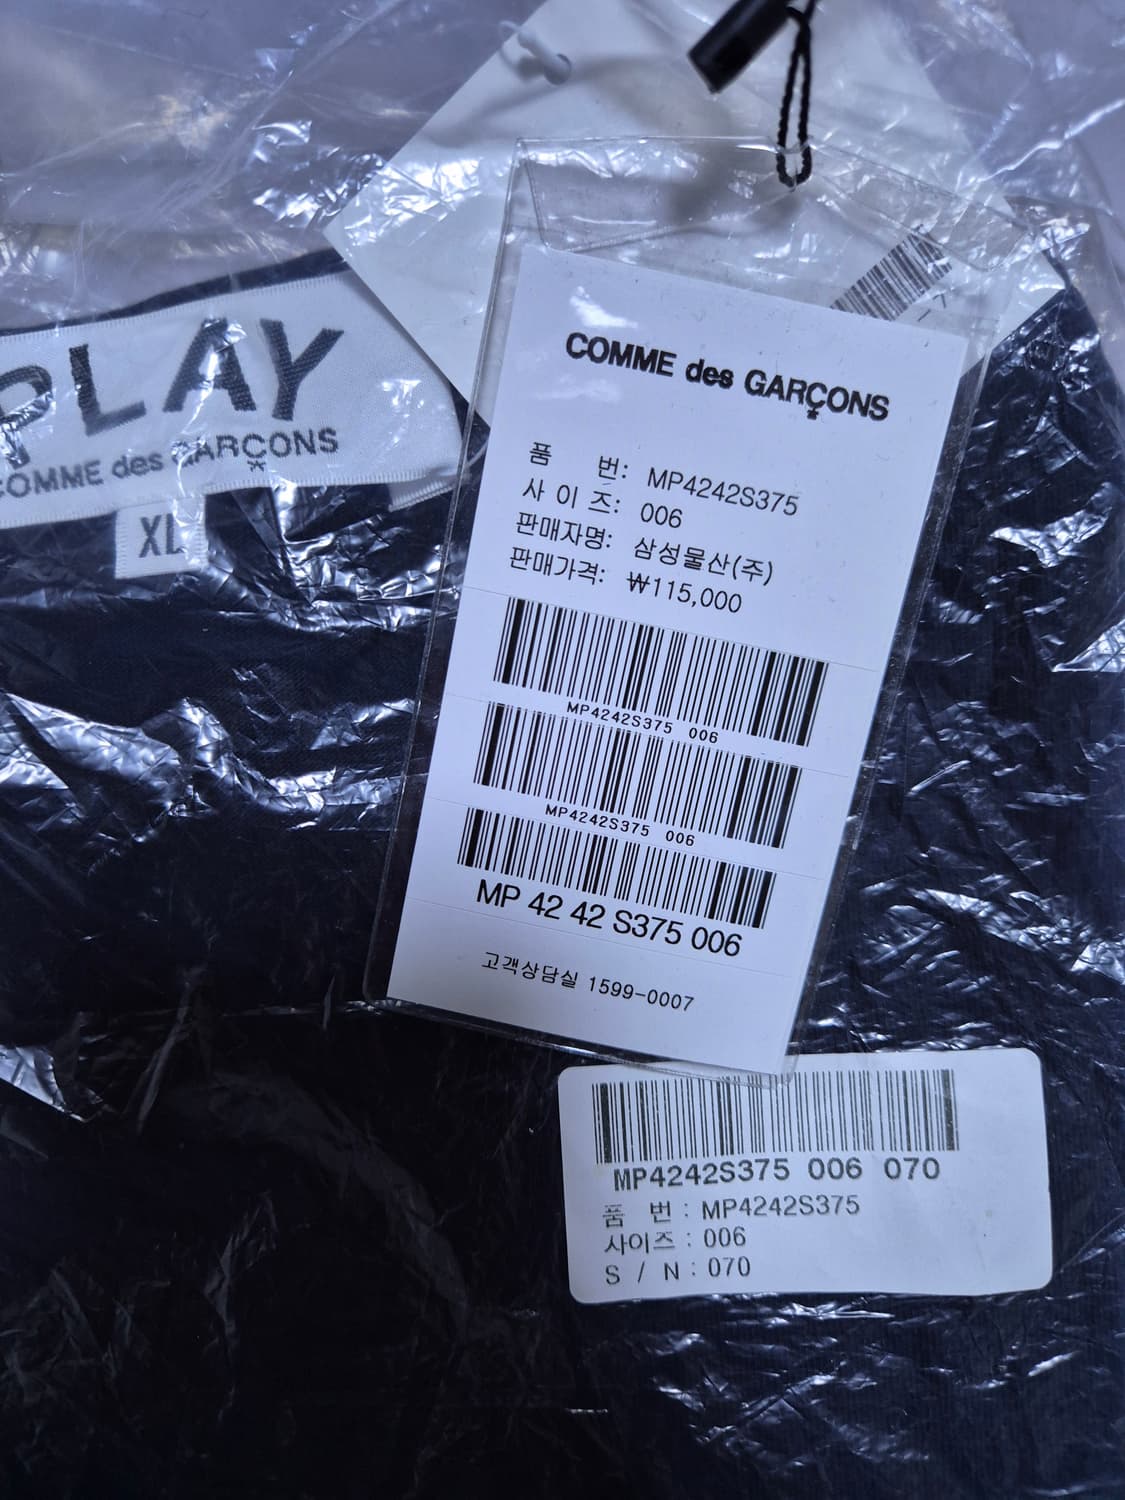 PLAY
COMME des GARÇONS
XL
COMME des GARÇONS
품 번: MP4242S375
사 이 즈: 006
판매자명: 삼성물산(주)
판매가격: ₩115,000
MP4242S375 006
MP4242S375 006
MP 42 42 S375 006
고객상담실 1599-0007
MP4242S375 006 070
품 번 : MP4242S375
사이즈 : 006
S / N : 070